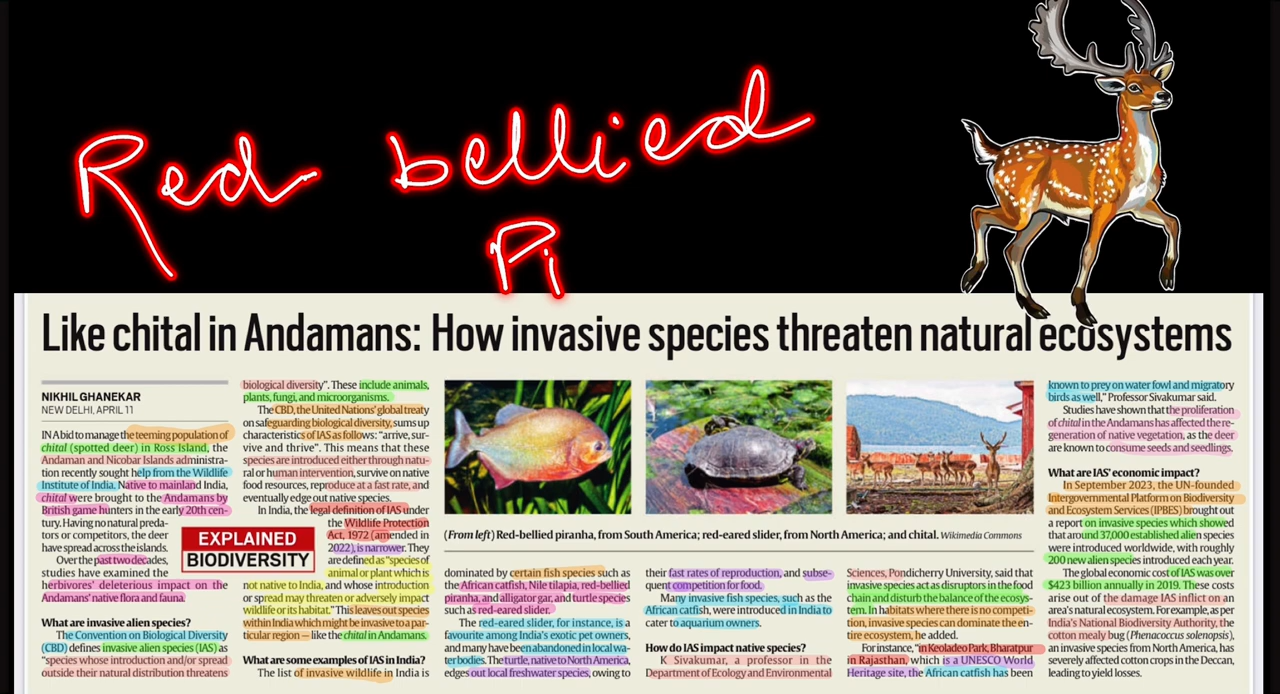 Red bellied
Pi
Like chital in Andamans: How invasive species threaten natural ecosystems
NIKHIL GHANEKAR
NEW DELHI, APRIL 11
IN A bid to manage the teeming population of
chital (spotted deer) in Ross Island, the
Andaman and Nicobar Islands administra-
tion recently sought help from the Wildlife
Institute of India. Native to mainland India,
chital were brought to the Andamans by
British game hunters in the early 20th cen-
tury. Having no natural preda-
tors or competitors, the deer
have spread across the islands.
Over the past two decades,
studies have examined the
herbivores' deleterious impact on the
Andamans' native flora and fauna.
What are invasive alien species?
The Convention on Biological Diversity
(CBD) defines invasive alien species (IAS) as
"species whose introduction and/or spread
outside their natural distribution threatens
EXPLAINED
BIODIVERSITY
biological diversity". These include animals,
plants, fungi, and microorganisms.
The CBD, the United Nations' global treaty
on safeguarding biological diversity, sums up
characteristics of IAS as follows: "arrive, sur-
vive and thrive". This means that these
species are introduced either through natu-
ral or human intervention, survive on native
food resources, reproduce at a fast rate, and
eventually edge out native species.
In India, the legal definition of IAS under
the Wildlife Protection
Act, 1972 (amended in
2022), is narrower. They
are defined as "species of
animal or plant which is
not native to India, and whose introduction
or spread may threaten or adversely impact
wildlife or its habitat." This leaves out species
within India which might be invasive to a par-
ticular region — like the chital in Andamans.
What are some examples of IAS in India?
The list of invasive wildlife in India is
(From left) Red-bellied piranha, from South America; red-eared slider, from North America; and chital. Wikimedia Commons
dominated by certain fish species such as
the African catfish, Nile tilapia, red-bellied
piranha, and alligator gar, and turtle species
such as red-eared slider.
The red-eared slider, for instance, is a
favourite among India's exotic pet owners,
and many have been abandoned in local wa-
ter bodies. The turtle, native to North America,
edges out local freshwater species, owing to
their fast rates of reproduction, and subse-
quent competition for food.
Many invasive fish species, such as the
African catfish, were introduced in India to
cater to aquarium owners.
How do IAS impact native species?
K Sivakumar, a professor in the
Department of Ecology and Environmental
Sciences, Pondicherry University, said that
invasive species act as disruptors in the food
chain and disturb the balance of the ecosys-
tem. In habitats where there is no competi-
tion, invasive species can dominate the en-
tire ecosystem, he added.
For instance, "in Keoladeo Park, Bharatpur
in Rajasthan, which is a UNESCO World
Heritage site, the African catfish has been
known to prey on water fowl and migratory
birds as well," Professor Sivakumar said.
Studies have shown that the proliferation
of chital in the Andamans has affected the re-
generation of native vegetation, as the deer
are known to consume seeds and seedlings.
What are IAS' economic impact?
In September 2023, the UN-founded
Intergovernmental Platform on Biodiversity
and Ecosystem Services (IPBES) brought out
a report on invasive species which showed
that around 37,000 established alien species
were introduced worldwide, with roughly
200 new alien species introduced each year.
The global economic cost of IAS was over
$423 billion annually in 2019. These costs
arise out of the damage IAS inflict on an
area's natural ecosystem. For example, as per
India's National Biodiversity Authority, the
cotton mealy bug (Phenacoccus solenopsis),
an invasive species from North America, has
severely affected cotton crops in the Deccan,
leading to yield losses.